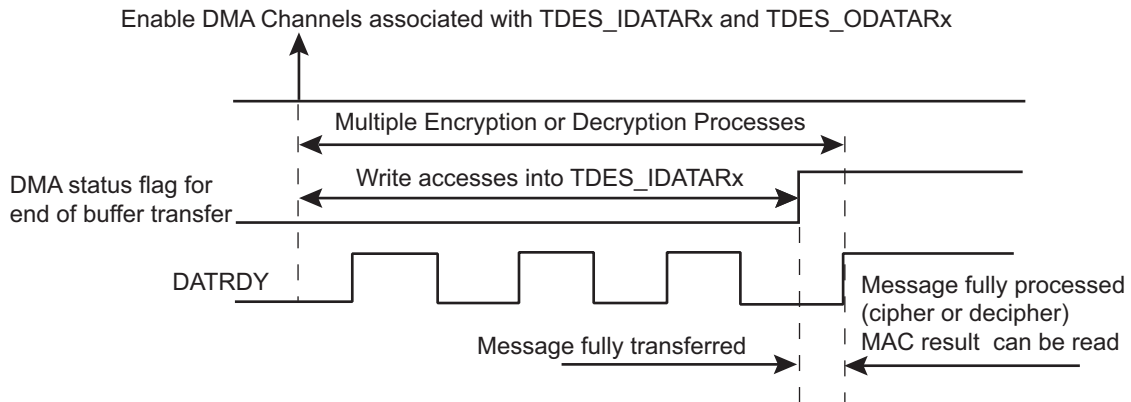 Enable DMA Channels associated with TDES_IDATARx and TDES_ODATARx
Multiple Encryption or Decryption Processes
Write accesses into TDES_IDATARx
DMA status flag for
end of buffer transfer
DATRDY
Message fully processed
(cipher or decipher)
MAC result can be read
Message fully transferred